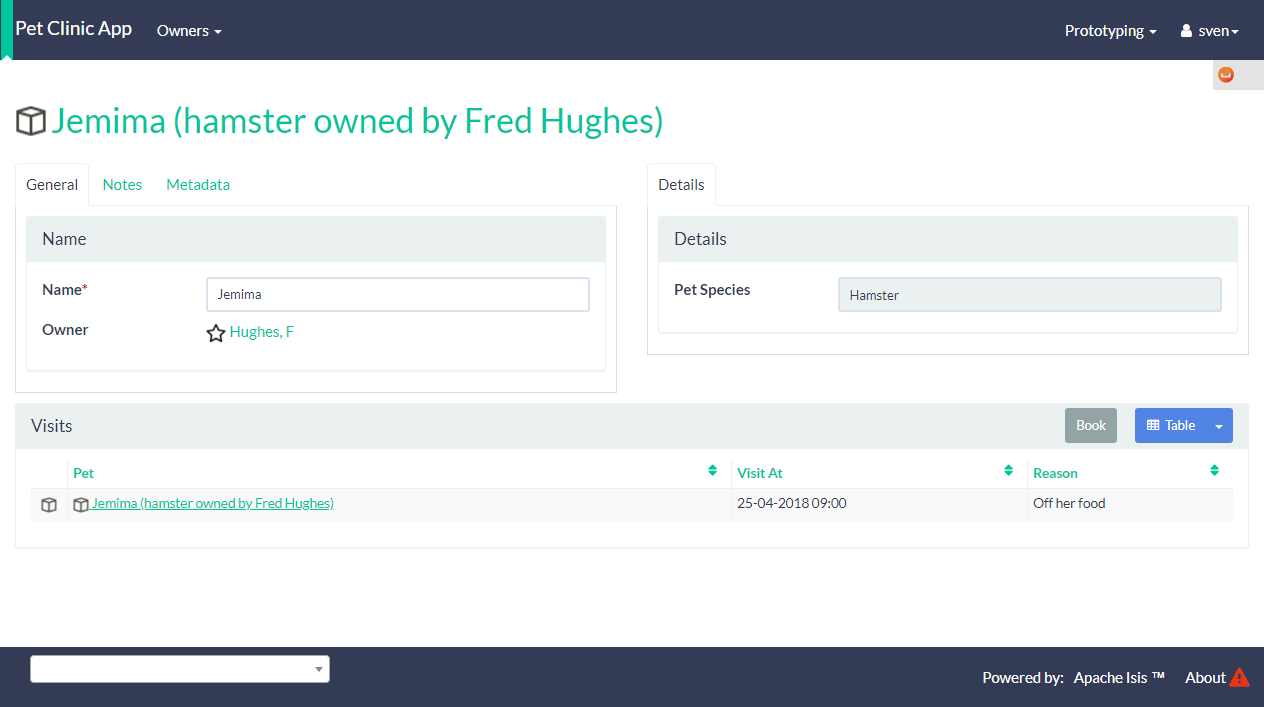 Pet Clinic App Owners Prototyping sven
Jemima (hamster owned by Fred Hughes)
General Notes Metadata
Name
Name*
Jemima
Owner
Hughes, F
Details
Details
Pet Species
Hamster
Visits
Book
Table
Pet Visit At Reason
Jemima (hamster owned by Fred Hughes) 25-04-2018 09:00 Off her food
Powered by: Apache Isis ™ About